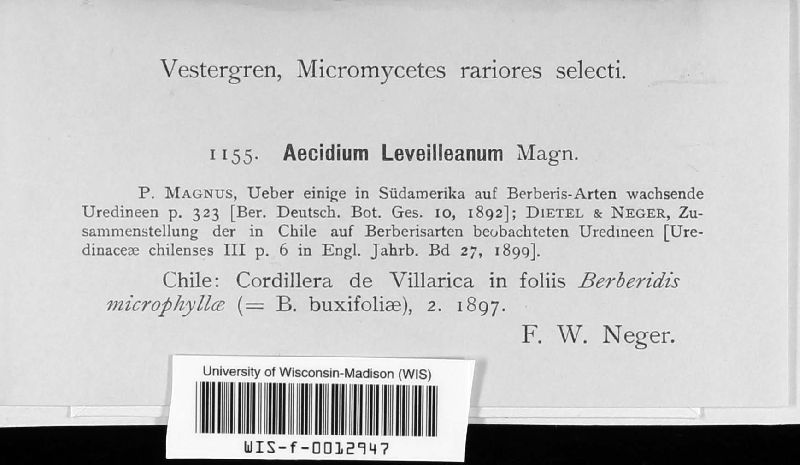 Vestergren, Micromycetes rariores selecti.
1155. Aecidium Leveilleanum Magn.
P. MAGNUS, Ueber einige in Südamerika auf Berberis-Arten wachsende
Uredineen p. 323 [Ber. Deutsch. Bot. Ges. 10, 1892]; DIETEL & NEGER, Zu-
sammenstellung der in Chile auf Berberisarten beobachteten Uredineen [Ure-
dinaceæ chilenses III p. 6 in Engl. Jahrb. Bd 27, 1899].
Chile: Cordillera de Villarica in foliis Berberidis
microphyllæ (= B. buxifoliæ), 2. 1897.
F. W. Neger.
University of Wisconsin-Madison (WIS)
WIS-f-0012947